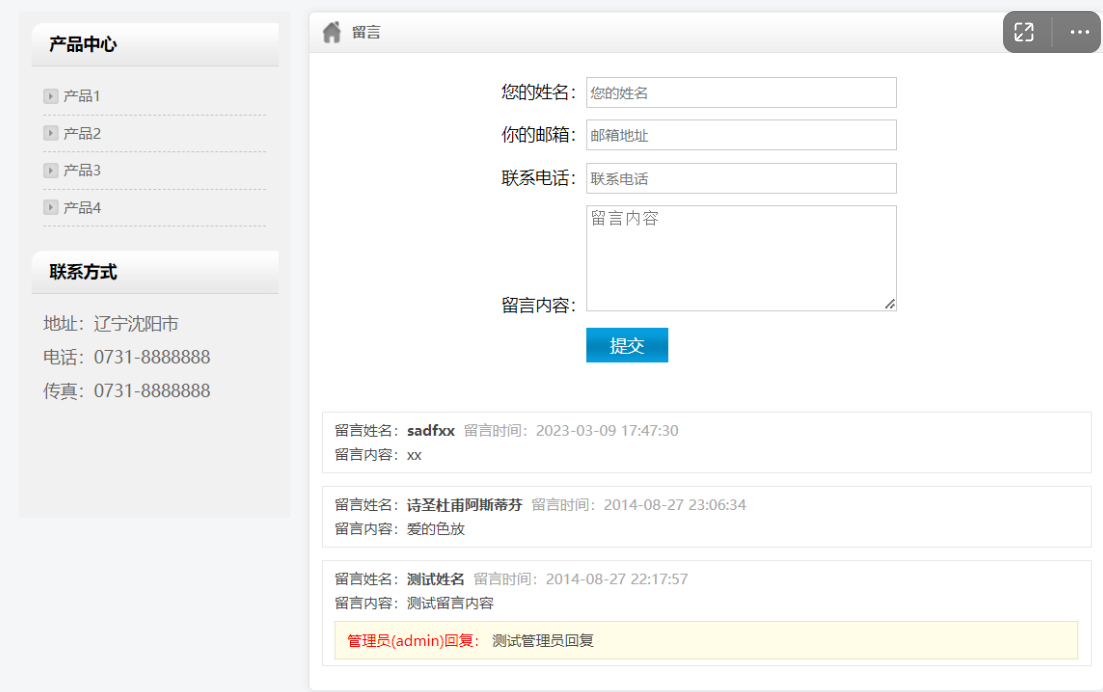 产品中心
产品1
产品2
产品3
产品4
联系方式
地址：辽宁沈阳市
电话：0731-8888888
传真：0731-8888888
留言
您的姓名：您的姓名
你的邮箱：邮箱地址
联系电话：联系电话
留言内容
留言内容：
提交
留言姓名：sadfxx 留言时间：2023-03-09 17:47:30
留言内容：xx
留言姓名：诗圣杜甫阿斯蒂芬 留言时间：2014-08-27 23:06:34
留言内容：爱的色放
留言姓名：测试姓名 留言时间：2014-08-27 22:17:57
留言内容：测试留言内容
管理员(admin)回复： 测试管理员回复